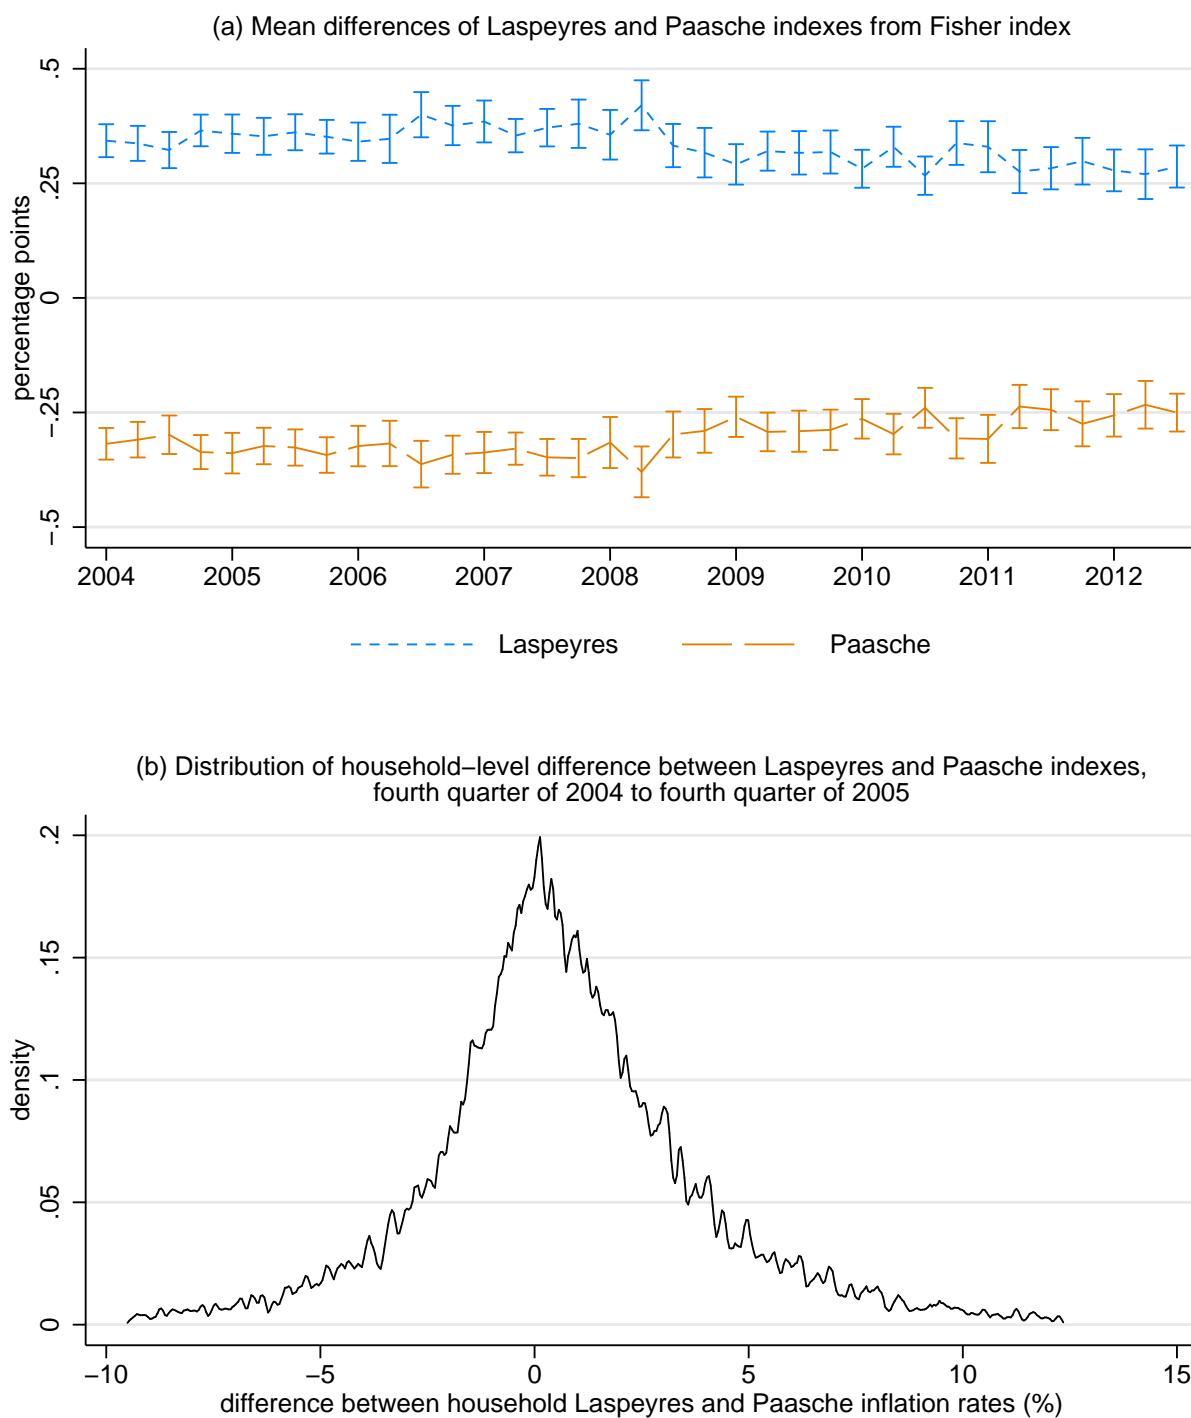 (a) Mean differences of Laspeyres and Paasche indexes from Fisher index
percentage points
.5
.25
0
−.25
−.5
2004 2005 2006 2007 2008 2009 2010 2011 2012
Laspeyres Paasche
(b) Distribution of household−level difference between Laspeyres and Paasche indexes,
fourth quarter of 2004 to fourth quarter of 2005
density
.2
.15
.1
.05
0
−10 −5 0 5 10 15
difference between household Laspeyres and Paasche inflation rates (%)